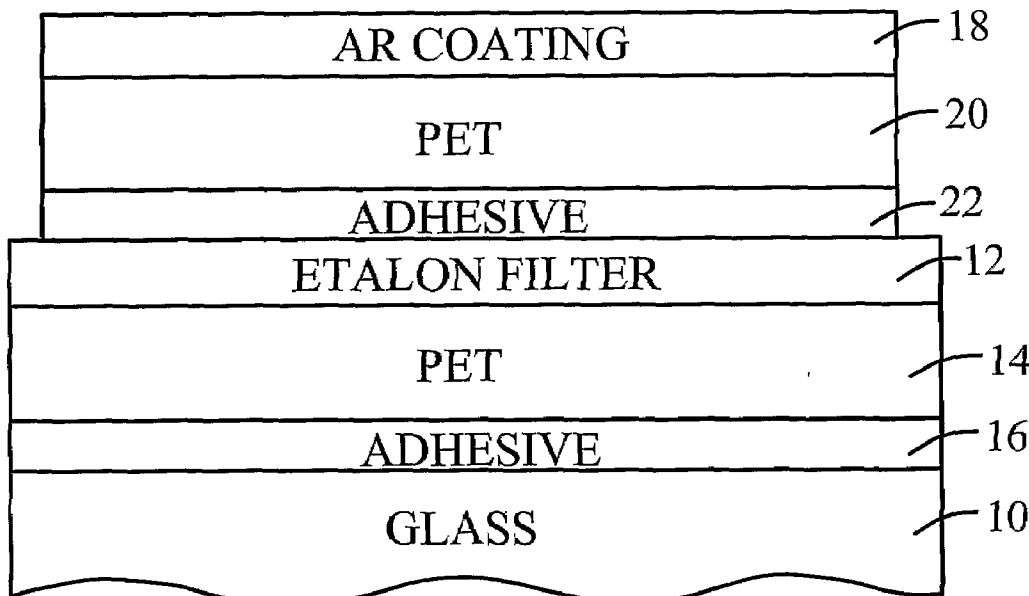 AR COATING 18
PET 20
ADHESIVE 22
ETALON FILTER 12
PET 14
ADHESIVE 16
GLASS 10